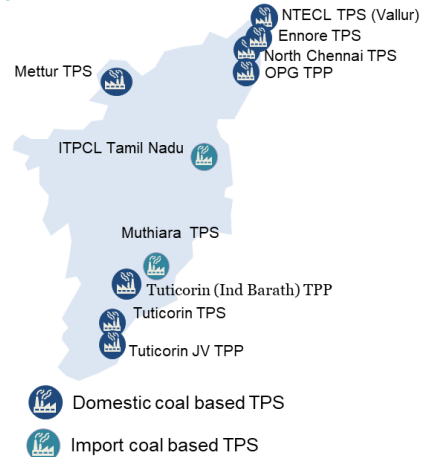 NTECL TPS (Vallur)
Ennore TPS
North Chennai TPS
Mettur TPS
OPG TPP
ITPCL Tamil Nadu
Muthiara TPS
Tuticorin (Ind Barath) TPP
Tuticorin TPS
Tuticorin JV TPP
Domestic coal based TPS
Import coal based TPS